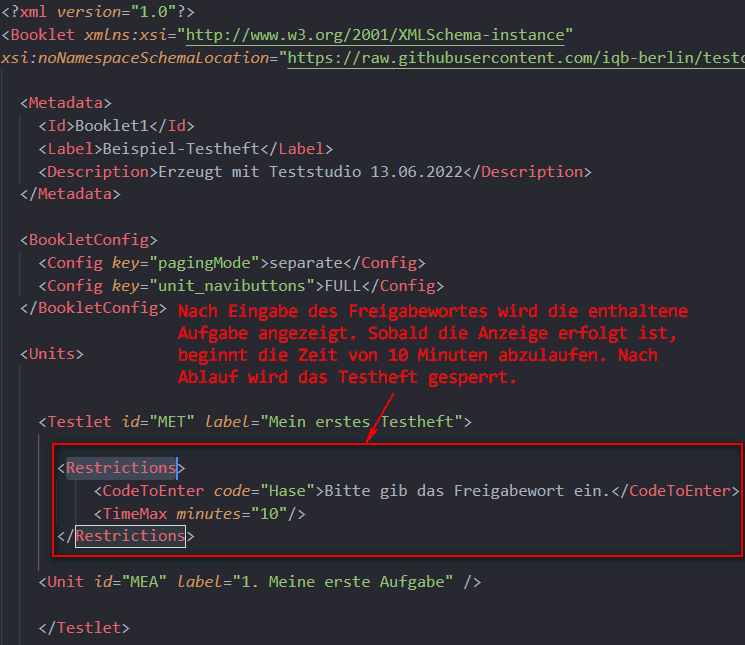 <?xml version="1.0"?>
<Booklet xmlns:xsi="http://www.w3.org/2001/XMLSchema-instance"
xsi:noNamespaceSchemaLocation="https://raw.githubusercontent.com/iqb-berlin/testc
<Metadata>
<Id>Booklet1</Id>
<Label>Beispiel-Testheft</Label>
<Description>Erzeugt mit Teststudio 13.06.2022</Description>
</Metadata>
<BookletConfig>
<Config key="pagingMode">separate</Config>
<Config key="unit_navibuttons">FULL</Config>
</BookletConfig>
Nach Eingabe des Freigabewortes wird die enthaltene
Aufgabe angezeigt. Sobald die Anzeige erfolgt ist,
beginnt die Zeit von 10 Minuten abzulaufen. Nach
Ablauf wird das Testheft gesperrt.
<Units>
<Testlet id="MET" label="Mein erstes Testheft">
<Restrictions>
<CodeToEnter code="Hase">Bitte gib das Freigabewort ein.</CodeToEnter>
<TimeMax minutes="10"/>
</Restrictions>
<Unit id="MEA" label="1. Meine erste Aufgabe" />
</Testlet>